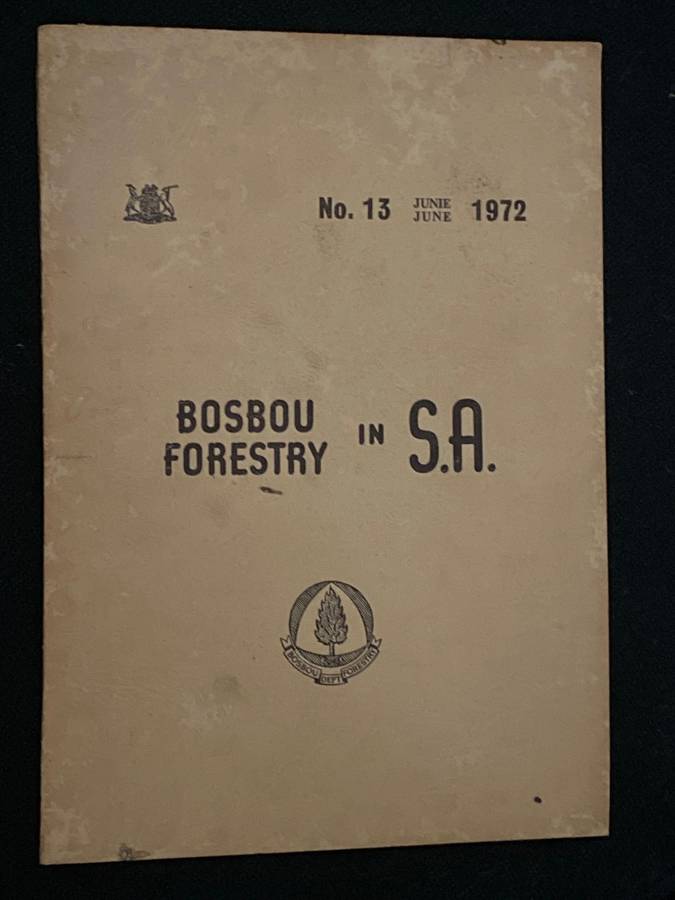 No. 13 JUNIE JUNE 1972
BOSBOU
FORESTRY IN S.A.
BOSBOU DEPT FORESTRY